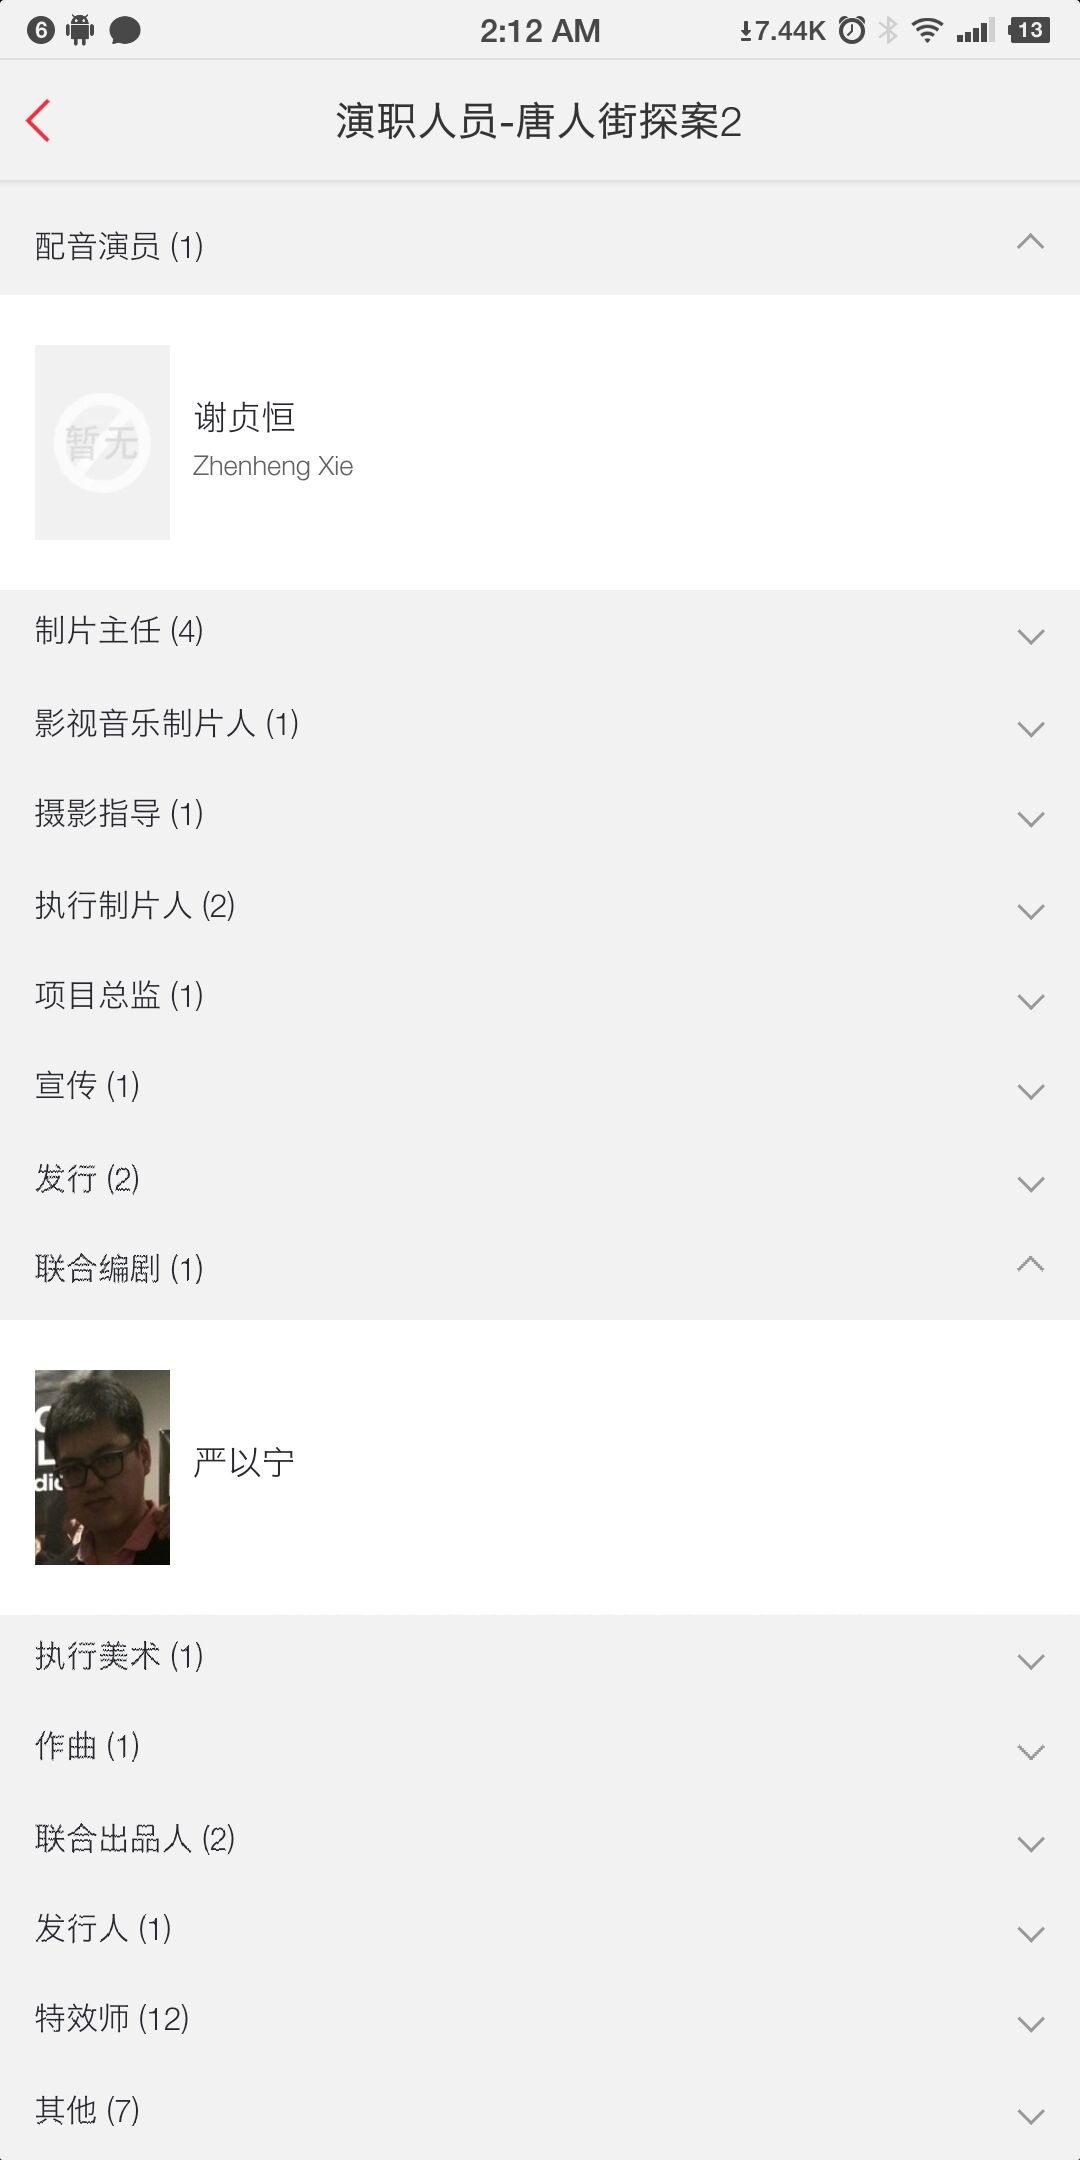 6 2:12 AM 7.44K 13
演职人员-唐人街探案2
配音演员 (1)
暂无
谢贞恒
Zhenheng Xie
制片主任 (4)
影视音乐制片人 (1)
摄影指导 (1)
执行制片人 (2)
项目总监 (1)
宣传 (1)
发行 (2)
联合编剧 (1)
严以宁
执行美术 (1)
作曲 (1)
联合出品人 (2)
发行人 (1)
特效师 (12)
其他 (7)